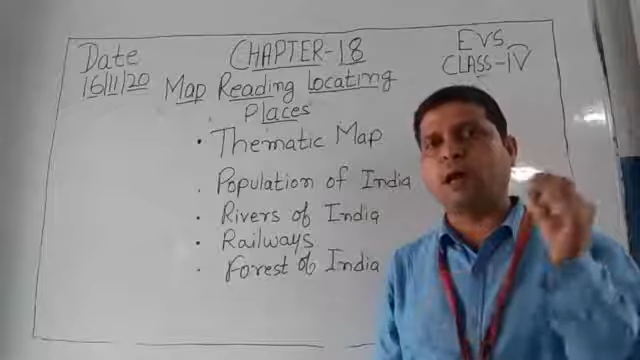 Date
16/11/20
CHAPTER-18
Map Reading Locating
Places
EVS
CLASS-IV
• Thematic Map
• Population of India
• Rivers of India
• Railways
• Forest of India